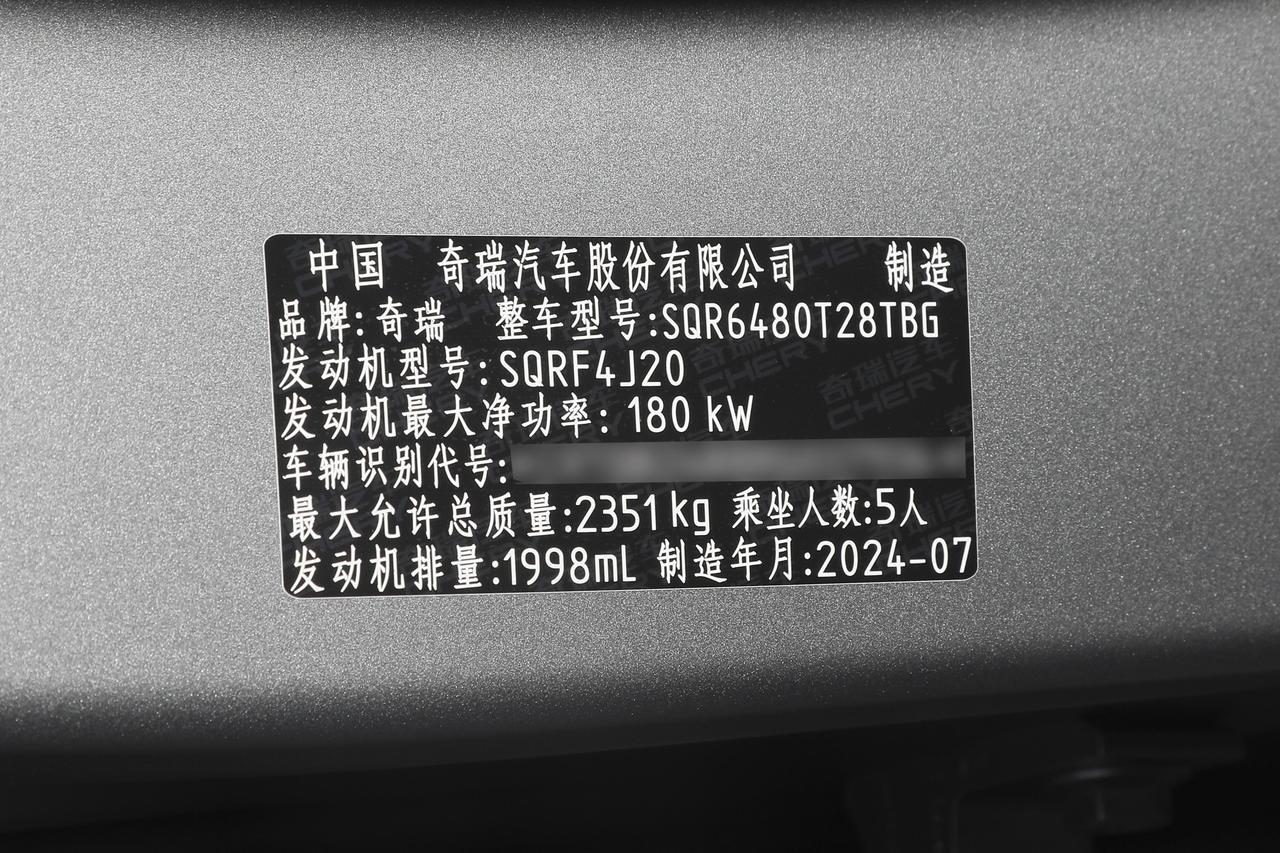 中国 奇瑞汽车股份有限公司 制造
品牌:奇瑞 整车型号:SQR6480T28TBG
发动机型号:SQRF4J20
发动机最大净功率: 180 kW
车辆识别代号:
最大允许总质量:2351kg 乘坐人数:5人
发动机排量:1998mL 制造年月:2024-07